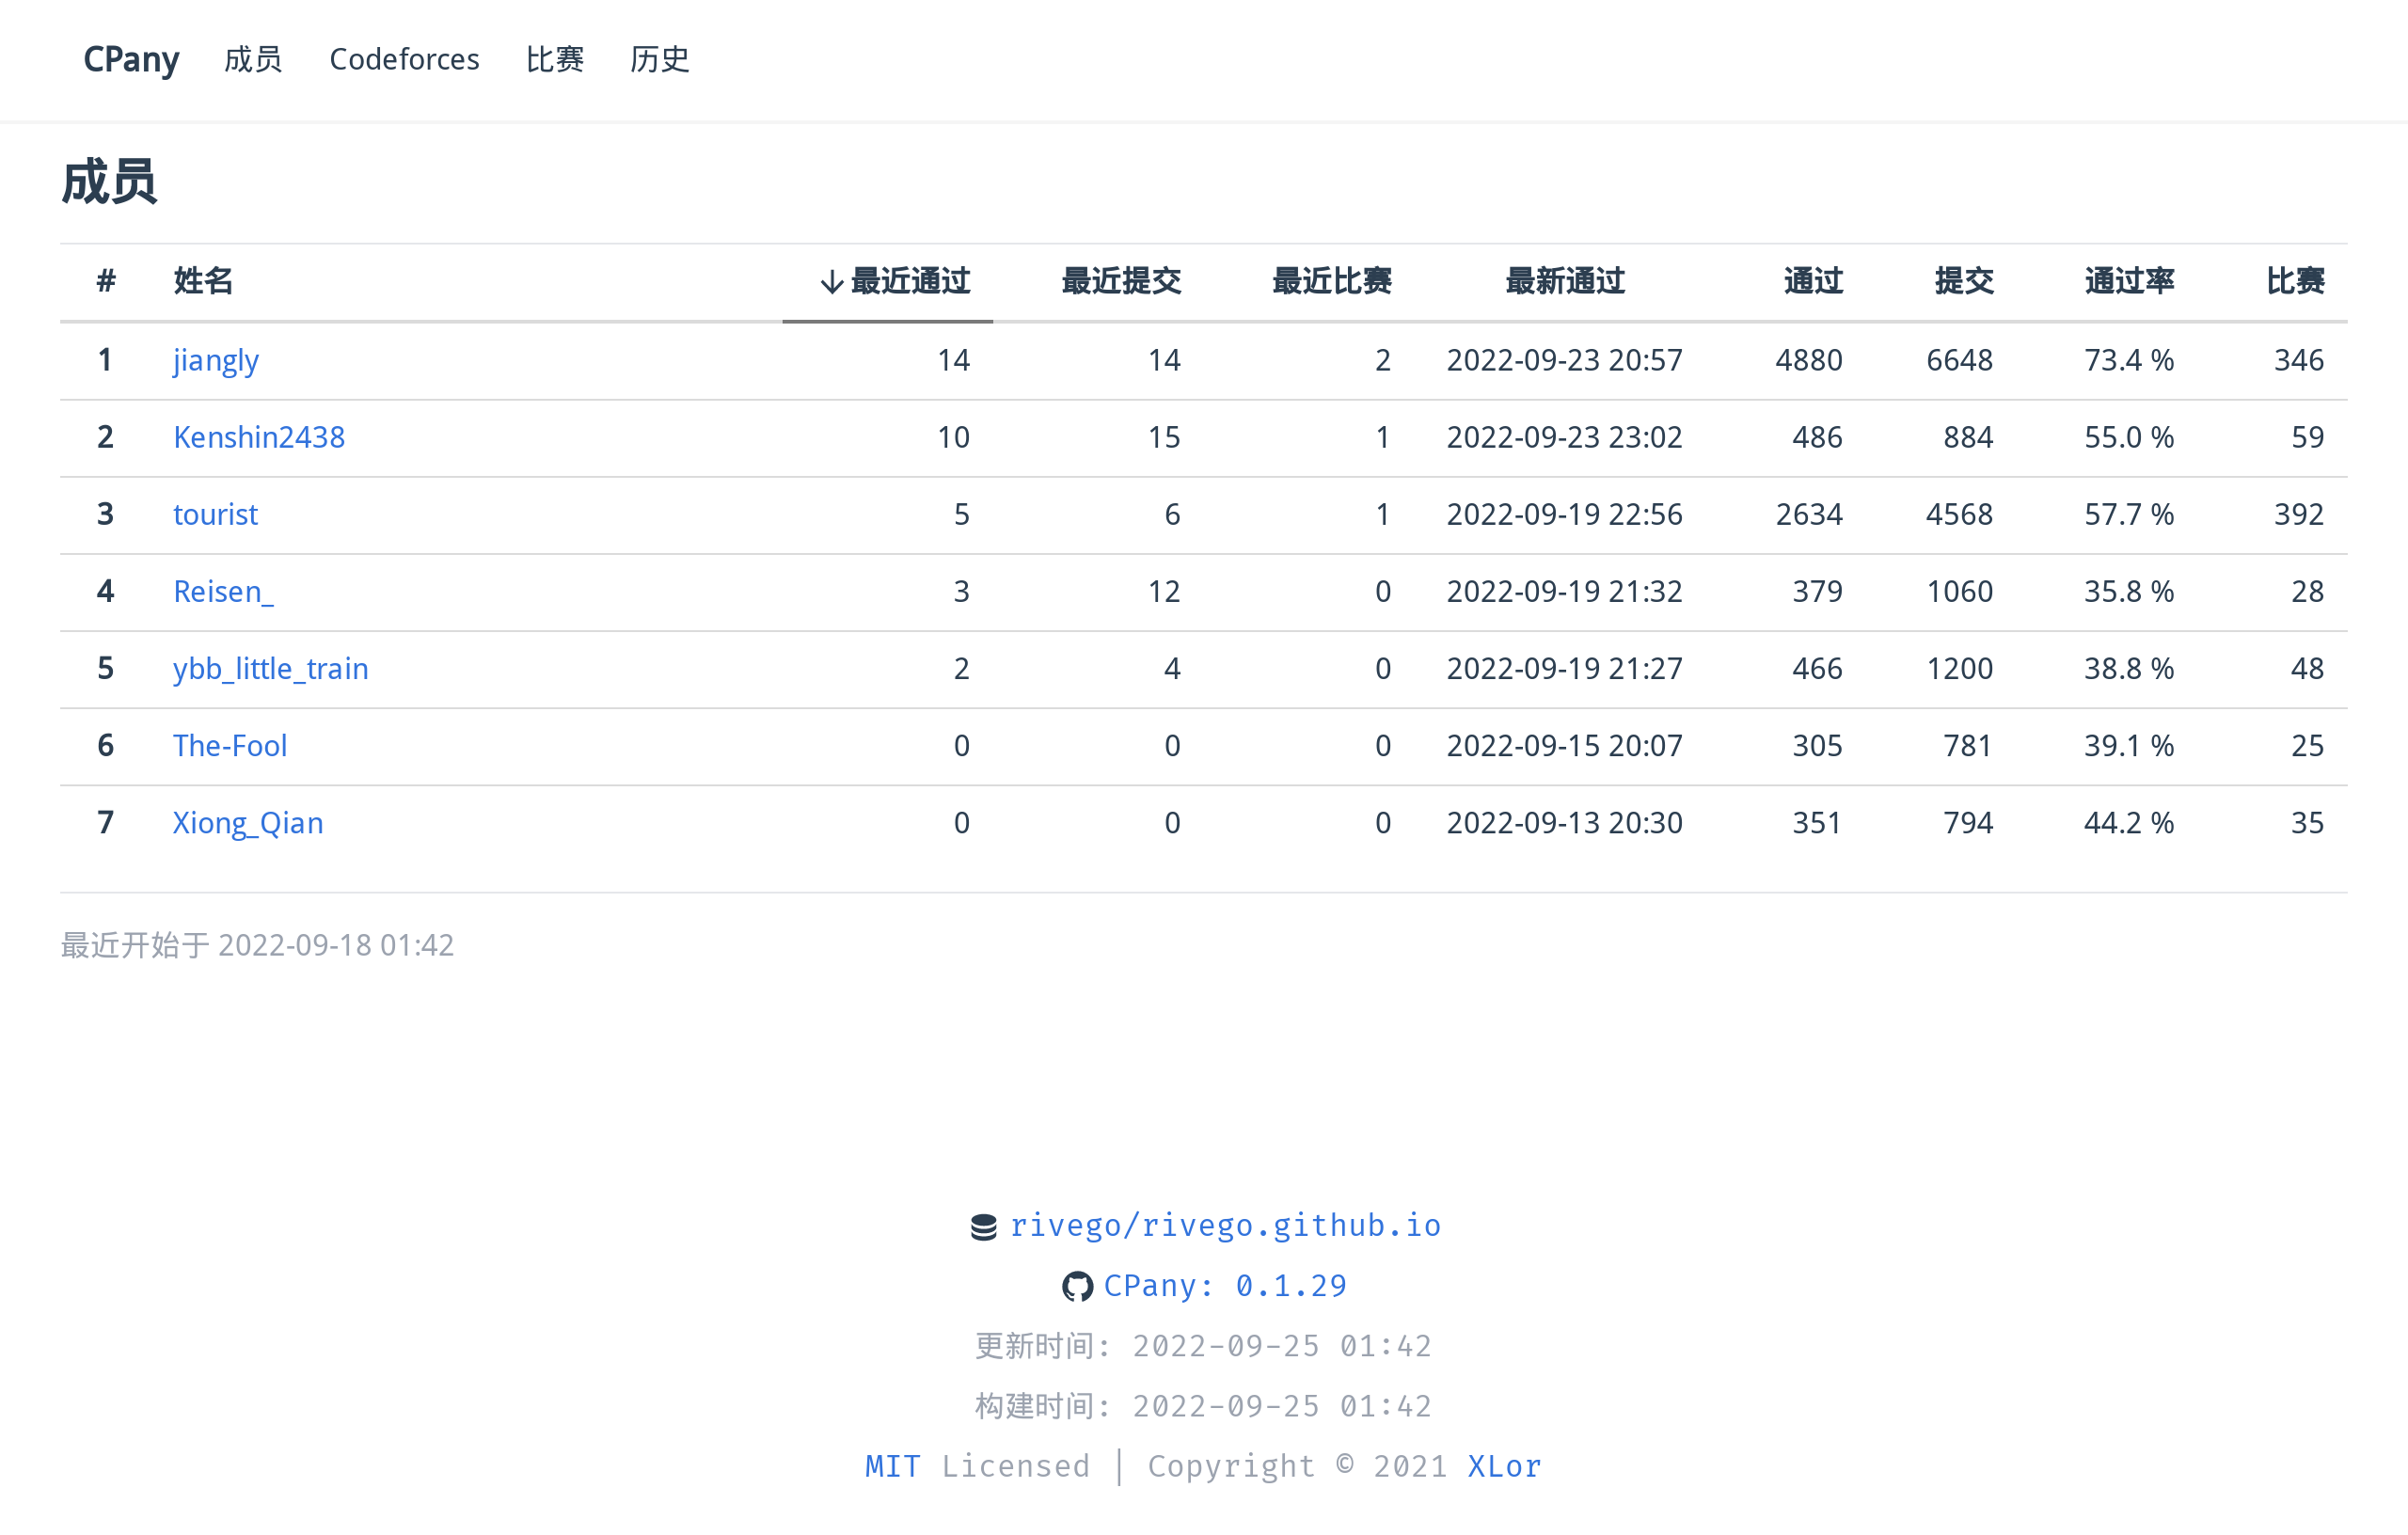 CPany 成员 Codeforces 比赛 历史
成员
# 姓名 ↓ 最近通过 最近提交 最近比赛 最新通过 通过 提交 通过率 比赛
1 jiangly 14 14 2 2022-09-23 20:57 4880 6648 73.4 % 346
2 Kenshin2438 10 15 1 2022-09-23 23:02 486 884 55.0 % 59
3 tourist 5 6 1 2022-09-19 22:56 2634 4568 57.7 % 392
4 Reisen_ 3 12 0 2022-09-19 21:32 379 1060 35.8 % 28
5 ybb_little_train 2 4 0 2022-09-19 21:27 466 1200 38.8 % 48
6 The-Fool 0 0 0 2022-09-15 20:07 305 781 39.1 % 25
7 Xiong_Qian 0 0 0 2022-09-13 20:30 351 794 44.2 % 35
最近开始于 2022-09-18 01:42
rivego/rivego.github.io
CPany: 0.1.29
更新时间: 2022-09-25 01:42
构建时间: 2022-09-25 01:42
MIT Licensed | Copyright © 2021 XLor